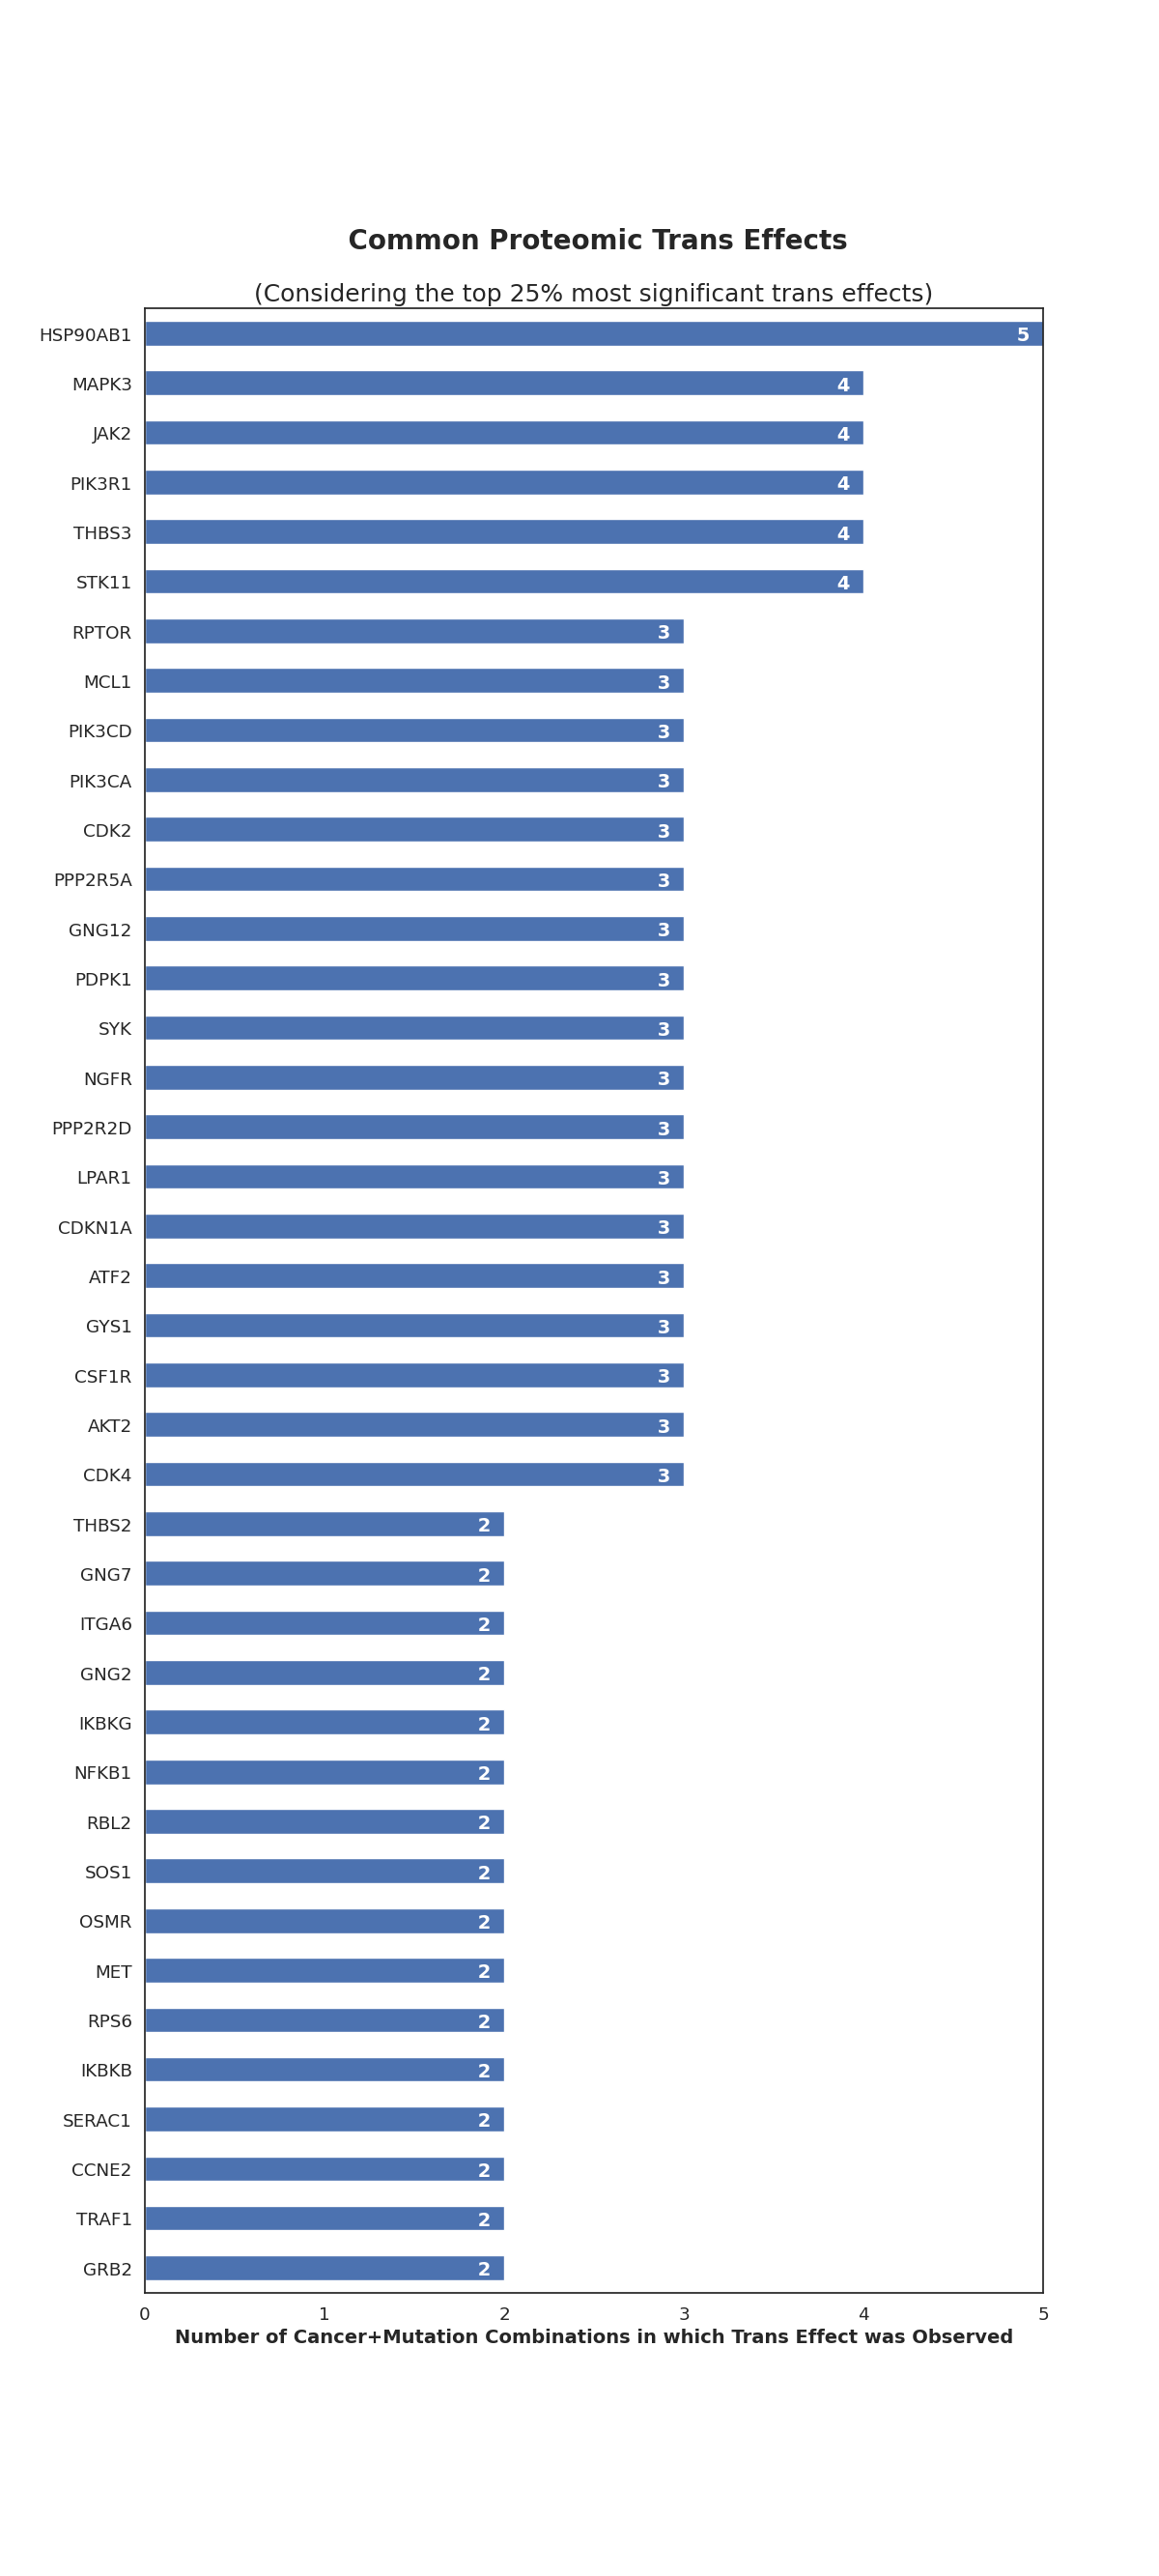 Common Proteomic Trans Effects
(Considering the top 25% most significant trans effects)
HSP90AB1 5
MAPK3 4
JAK2 4
PIK3R1 4
THBS3 4
STK11 4
RPTOR 3
MCL1 3
PIK3CD 3
PIK3CA 3
CDK2 3
PPP2R5A 3
GNG12 3
PDPK1 3
SYK 3
NGFR 3
PPP2R2D 3
LPAR1 3
CDKN1A 3
ATF2 3
GYS1 3
CSF1R 3
AKT2 3
CDK4 3
THBS2 2
GNG7 2
ITGA6 2
GNG2 2
IKBKG 2
NFKB1 2
RBL2 2
SOS1 2
OSMR 2
MET 2
RPS6 2
IKBKB 2
SERAC1 2
CCNE2 2
TRAF1 2
GRB2 2
0 1 2 3 4 5
Number of Cancer+Mutation Combinations in which Trans Effect was Observed